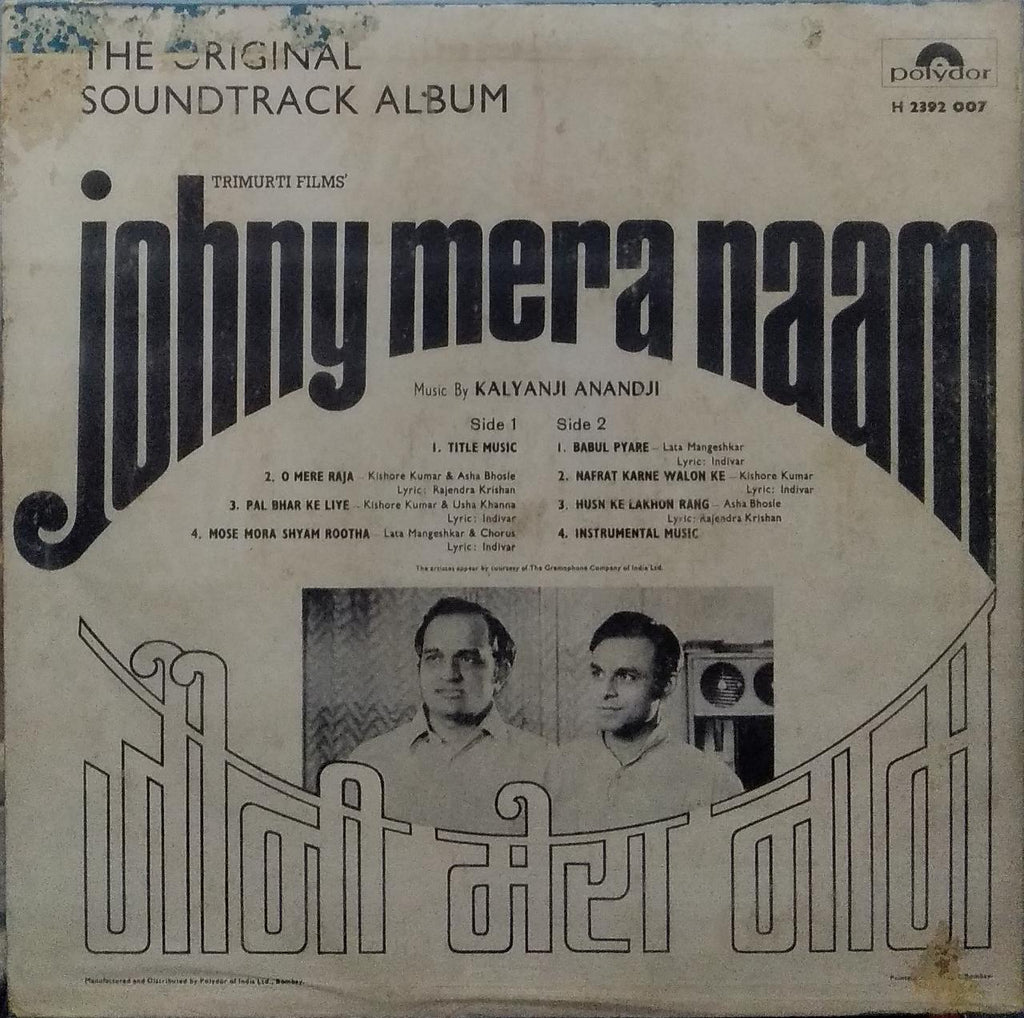 THE ORIGINAL
SOUNDTRACK ALBUM
polydor
H 2392 007
TRIMURTI FILMS'
johny mera naam
Music By KALYANJI ANANDJI
Side 1
1. TITLE MUSIC
2. O MERE RAJA – Kishore Kumar & Asha Bhosle
Lyric: Rajendra Krishan
3. PAL BHAR KE LIYE – Kishore Kumar & Usha Khanna
Lyric: Indivar
4. MOSE MORA SHYAM ROOTHA – Lata Mangeshkar & Chorus
Lyric: Indivar
Side 2
1. BABUL PYARE – Lata Mangeshkar
Lyric: Indivar
2. NAFRAT KARNE WALON KE – Kishore Kumar
Lyric: Indivar
3. HUSN KE LAKHON RANG – Asha Bhosle
Lyric: Rajendra Krishan
4. INSTRUMENTAL MUSIC
The artistes appear by courtesy of The Gramophone Company of India Ltd.
जॉनी मेरा नाम
Manufactured and Distributed by Polydor of India Ltd., Bombay.
Bombay.